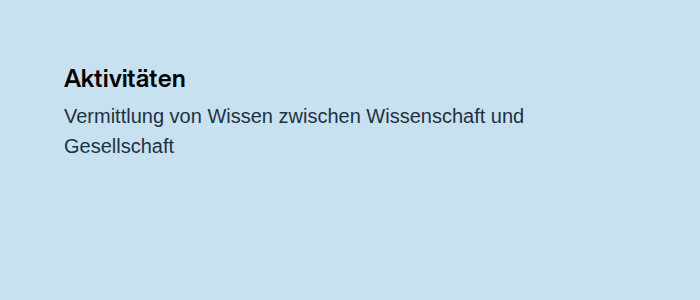 Aktivitäten
Vermittlung von Wissen zwischen Wissenschaft und
Gesellschaft